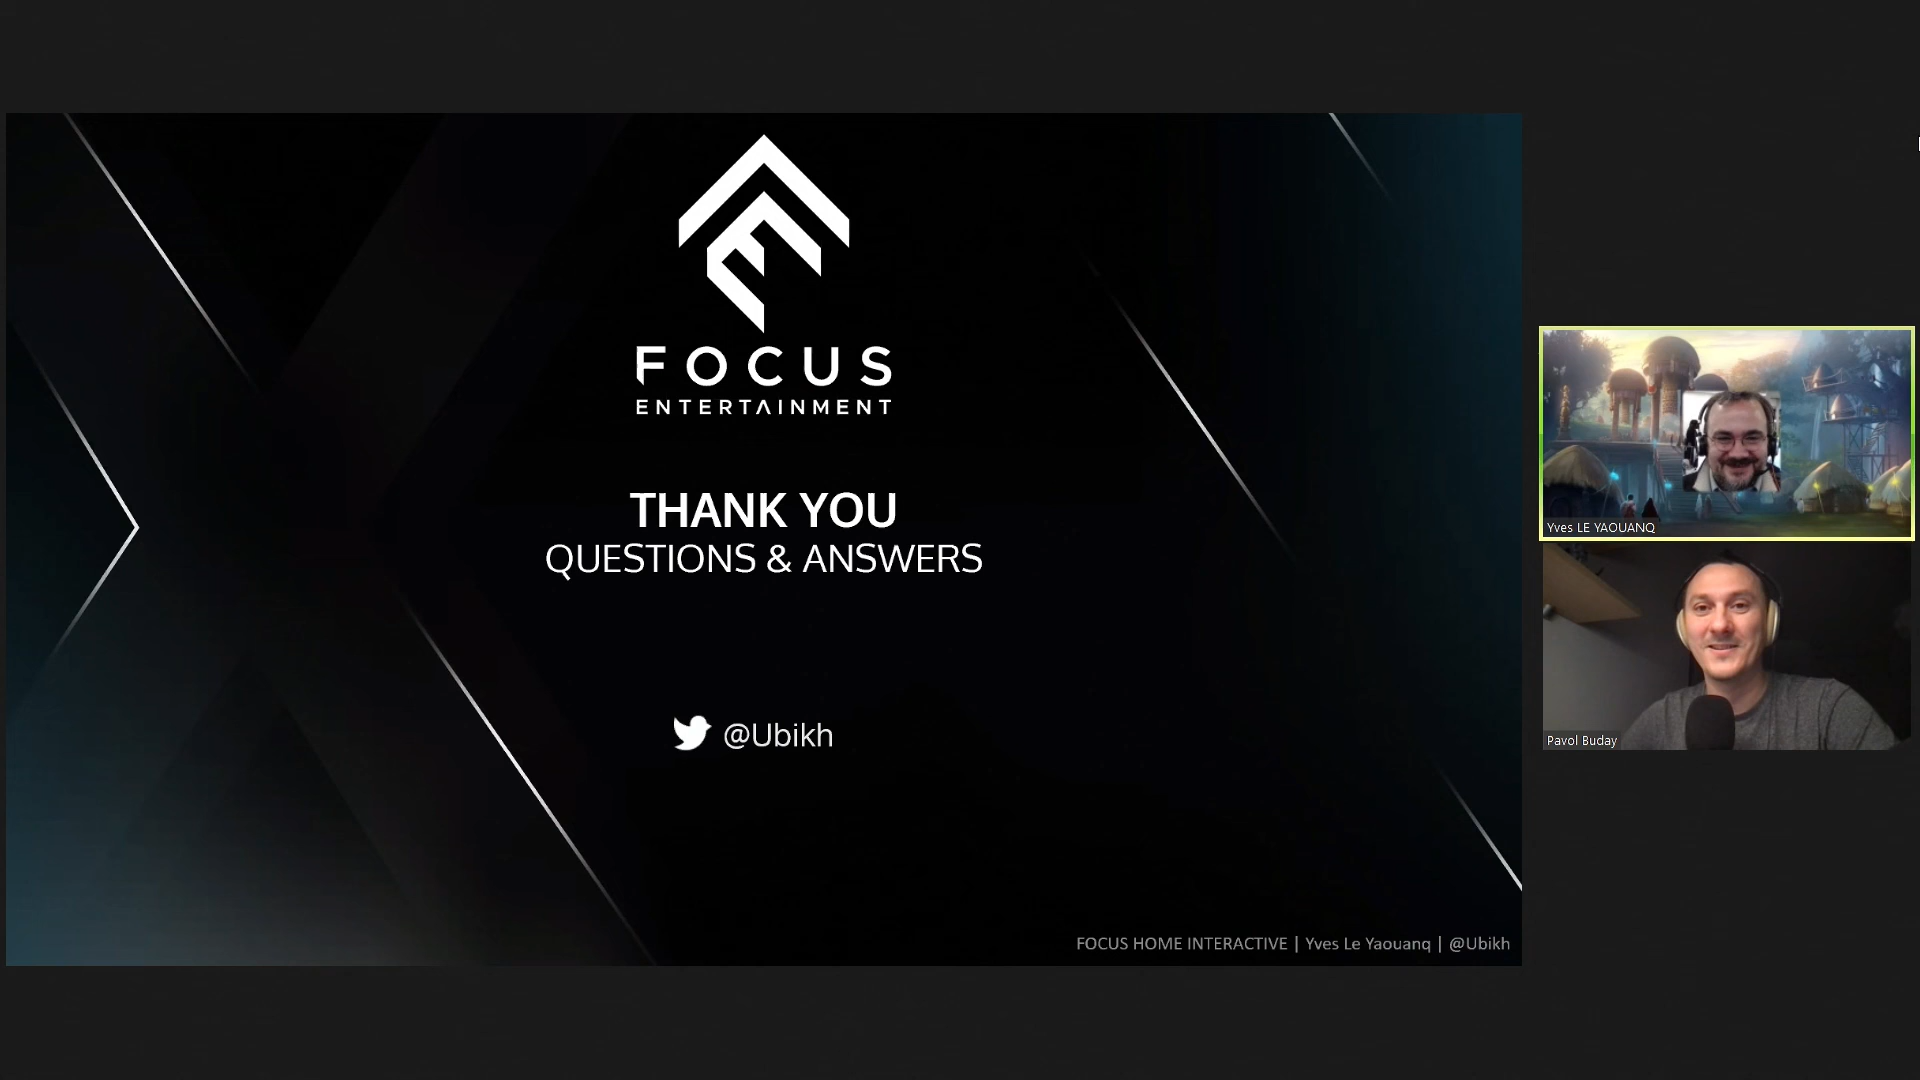 FOCUS
ENTERTAINMENT
THANK YOU
QUESTIONS & ANSWERS
@Ubikh
FOCUS HOME INTERACTIVE | Yves Le Yaouanq | @Ubikh
Yves LE YAOUANQ
Pavol Buday